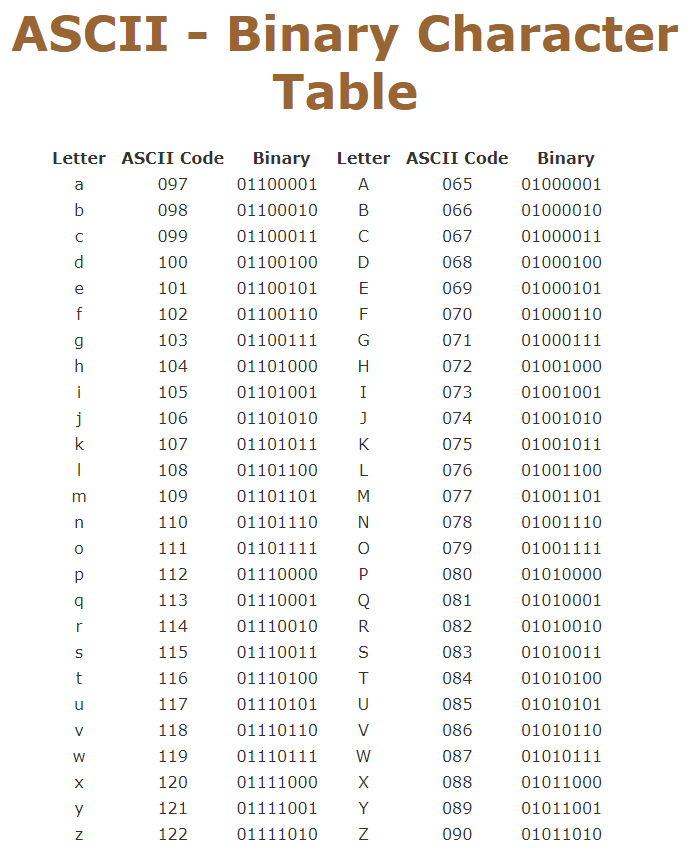 ASCII - Binary Character
Table
Letter ASCII Code Binary Letter ASCII Code Binary
a 097 01100001 A 065 01000001
b 098 01100010 B 066 01000010
c 099 01100011 C 067 01000011
d 100 01100100 D 068 01000100
e 101 01100101 E 069 01000101
f 102 01100110 F 070 01000110
g 103 01100111 G 071 01000111
h 104 01101000 H 072 01001000
i 105 01101001 I 073 01001001
j 106 01101010 J 074 01001010
k 107 01101011 K 075 01001011
l 108 01101100 L 076 01001100
m 109 01101101 M 077 01001101
n 110 01101110 N 078 01001110
o 111 01101111 O 079 01001111
p 112 01110000 P 080 01010000
q 113 01110001 Q 081 01010001
r 114 01110010 R 082 01010010
s 115 01110011 S 083 01010011
t 116 01110100 T 084 01010100
u 117 01110101 U 085 01010101
v 118 01110110 V 086 01010110
w 119 01110111 W 087 01010111
x 120 01111000 X 088 01011000
y 121 01111001 Y 089 01011001
z 122 01111010 Z 090 01011010